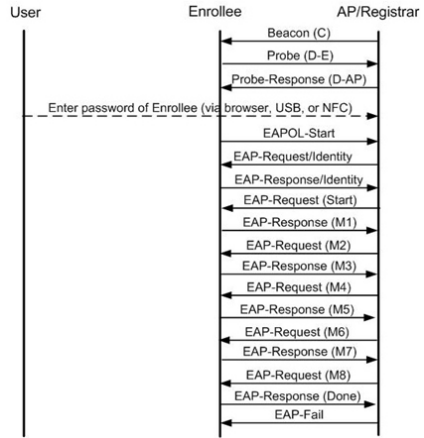 User Enrollee AP/Registrar
Beacon (C)
Probe (D-E)
Probe-Response (D-AP)
Enter password of Enrollee (via browser, USB, or NFC)
EAPOL-Start
EAP-Request/Identity
EAP-Response/Identity
EAP-Request (Start)
EAP-Response (M1)
EAP-Request (M2)
EAP-Response (M3)
EAP-Request (M4)
EAP-Response (M5)
EAP-Request (M6)
EAP-Response (M7)
EAP-Request (M8)
EAP-Response (Done)
EAP-Fail